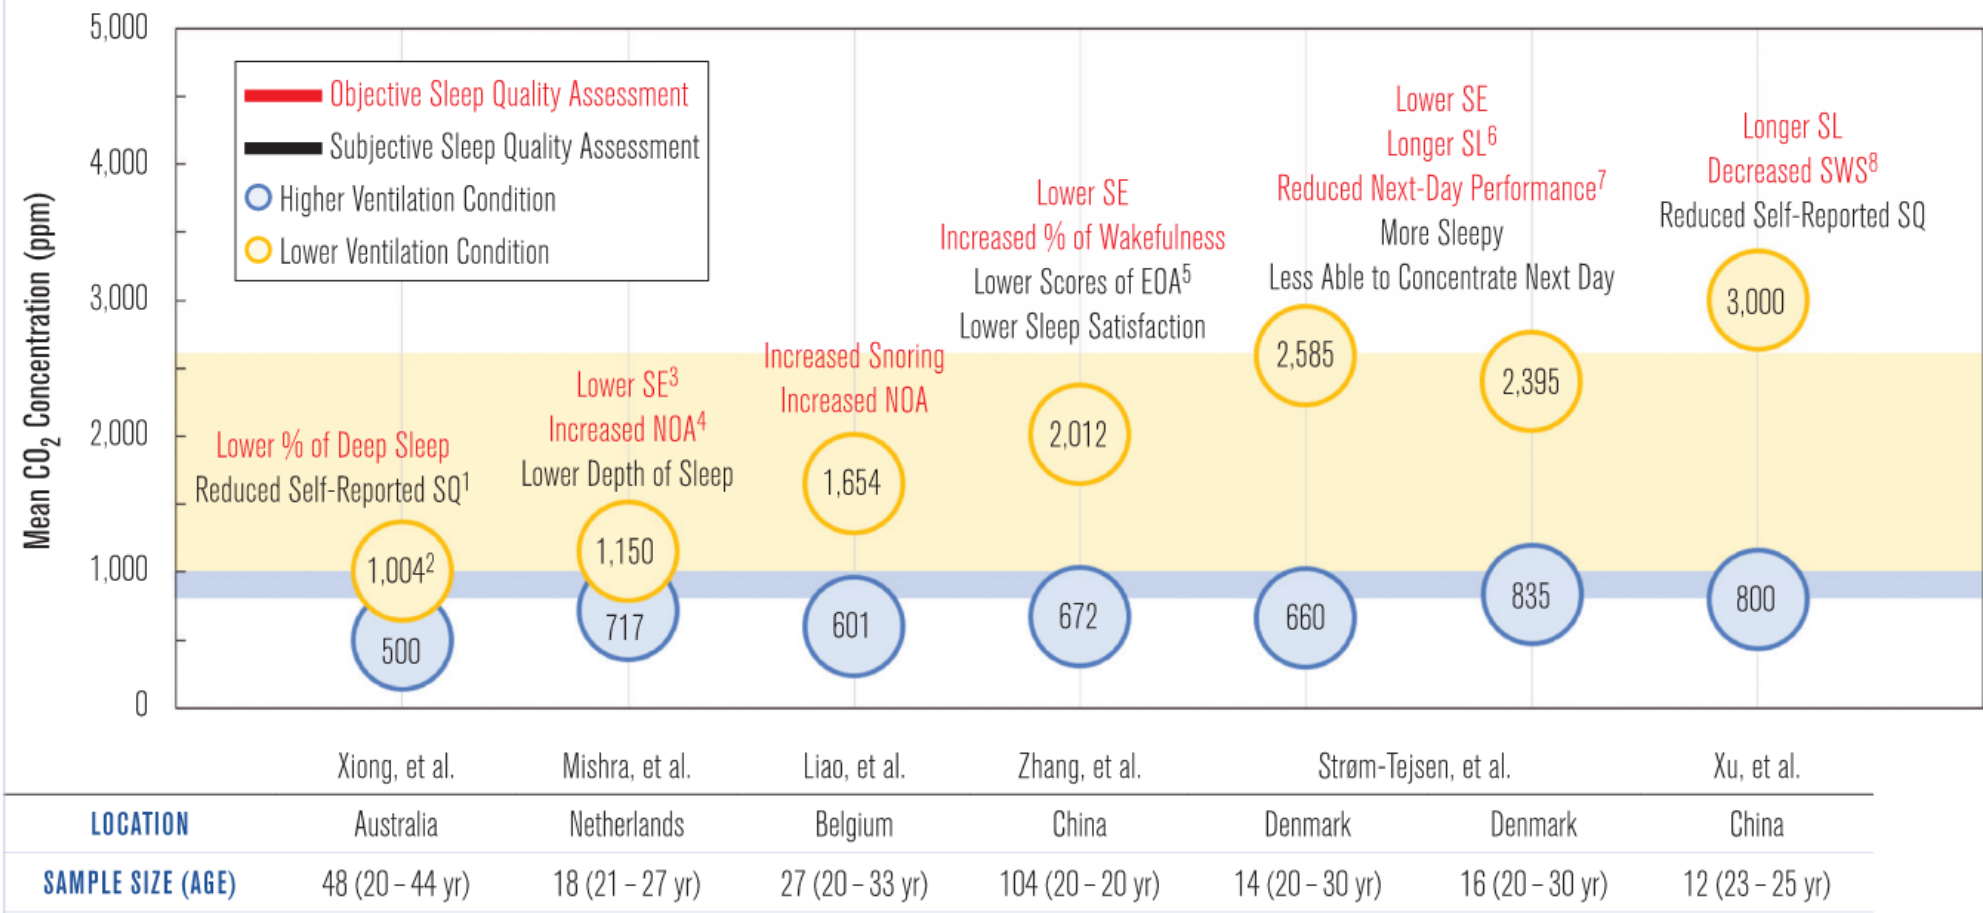 5,000
4,000
3,000
2,000
1,000
0
Mean CO₂ Concentration (ppm)
Objective Sleep Quality Assessment
Subjective Sleep Quality Assessment
Higher Ventilation Condition
Lower Ventilation Condition
Lower % of Deep Sleep
Reduced Self-Reported SQ¹
1,004²
500
Lower SE³
Increased NOA⁴
Lower Depth of Sleep
1,150
717
Increased Snoring
Increased NOA
1,654
601
Lower SE
Increased % of Wakefulness
Lower Scores of EOA⁵
Lower Sleep Satisfaction
2,012
672
Lower SE
Longer SL⁶
Reduced Next-Day Performance⁷
More Sleepy
Less Able to Concentrate Next Day
2,585
660
2,395
835
Longer SL
Decreased SWS⁸
Reduced Self-Reported SQ
3,000
800
Xiong, et al. Mishra, et al. Liao, et al. Zhang, et al. Strøm-Tejsen, et al. Xu, et al.
LOCATION Australia Netherlands Belgium China Denmark Denmark China
SAMPLE SIZE (AGE) 48 (20 – 44 yr) 18 (21 – 27 yr) 27 (20 – 33 yr) 104 (20 – 20 yr) 14 (20 – 30 yr) 16 (20 – 30 yr) 12 (23 – 25 yr)